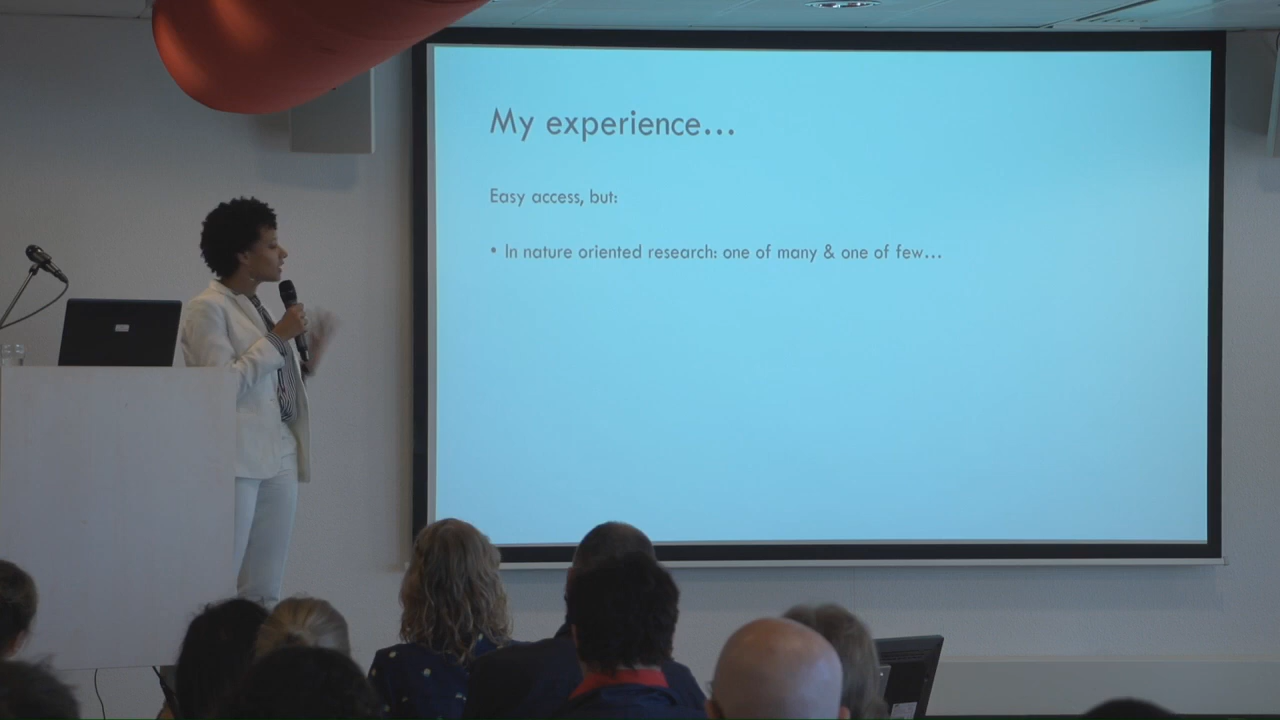 My experience...
Easy access, but:
• In nature oriented research: one of many & one of few...